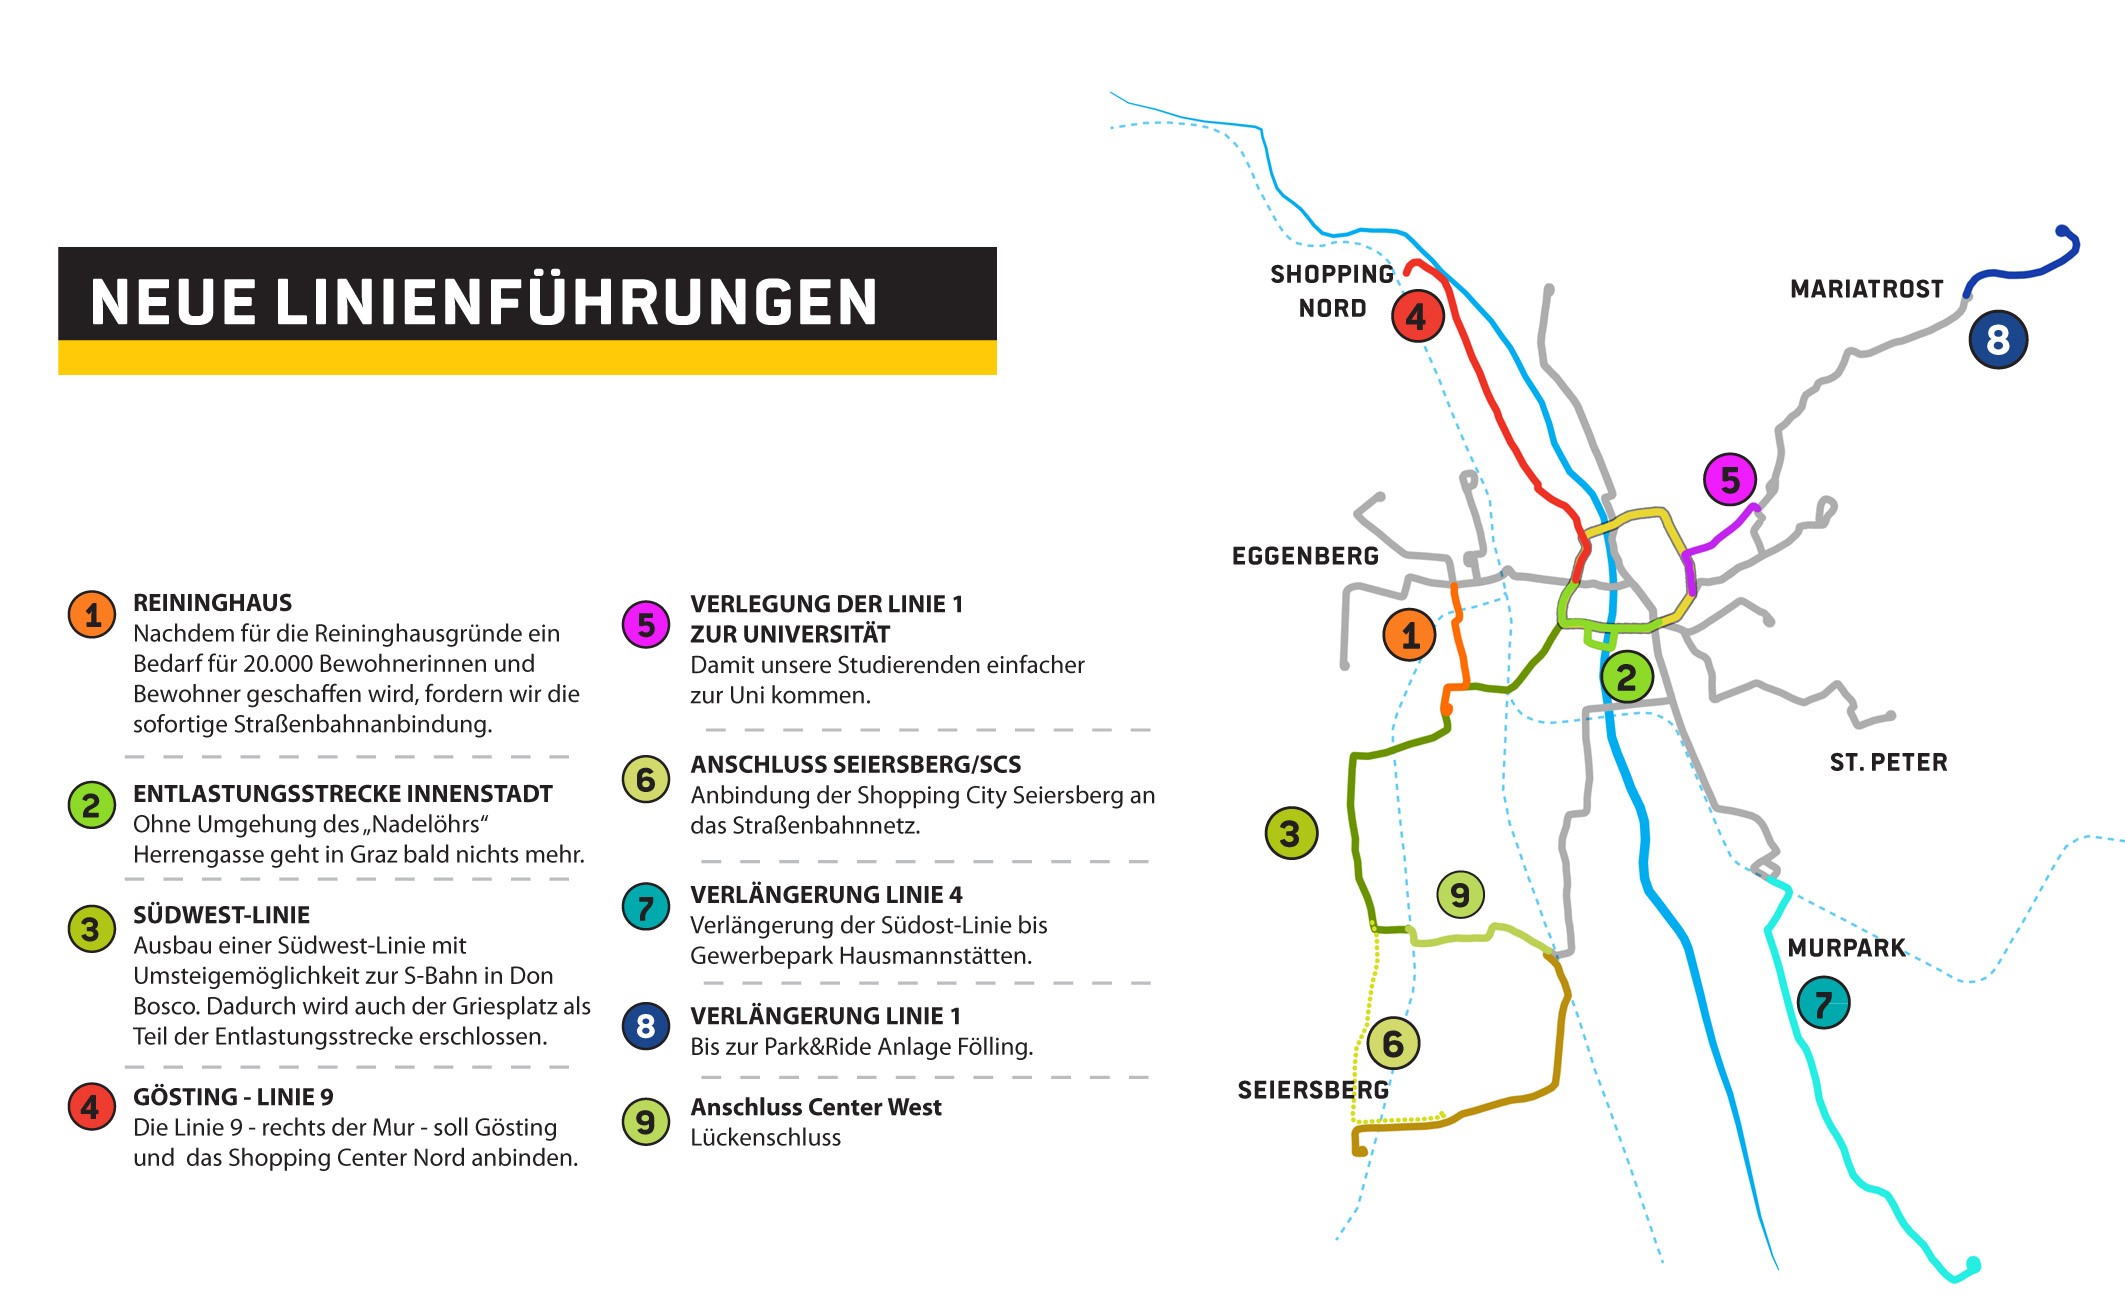 NEUE LINIENFÜHRUNGEN
1
REININGHAUS
Nachdem für die Reininghausgründe ein
Bedarf für 20.000 Bewohnerinnen und
Bewohner geschaffen wird, fordern wir die
sofortige Straßenbahnanbindung.
2
ENTLASTUNGSSTRECKE INNENSTADT
Ohne Umgehung des „Nadelöhrs“
Herrengasse geht in Graz bald nichts mehr.
3
SÜDWEST-LINIE
Ausbau einer Südwest-Linie mit
Umsteigemöglichkeit zur S-Bahn in Don
Bosco. Dadurch wird auch der Griesplatz als
Teil der Entlastungsstrecke erschlossen.
4
GÖSTING - LINIE 9
Die Linie 9 - rechts der Mur - soll Gösting
und  das Shopping Center Nord anbinden.
5
VERLEGUNG DER LINIE 1
ZUR UNIVERSITÄT
Damit unsere Studierenden einfacher
zur Uni kommen.
6
ANSCHLUSS SEIERSBERG/SCS
Anbindung der Shopping City Seiersberg an
das Straßenbahnnetz.
7
VERLÄNGERUNG LINIE 4
Verlängerung der Südost-Linie bis
Gewerbepark Hausmannstätten.
8
VERLÄNGERUNG LINIE 1
Bis zur Park&Ride Anlage Fölling.
9
Anschluss Center West
Lückenschluss
SHOPPING
NORD
4
MARIATROST
8
5
EGGENBERG
1
2
ST. PETER
3
9
MURPARK
7
6
SEIERSBERG